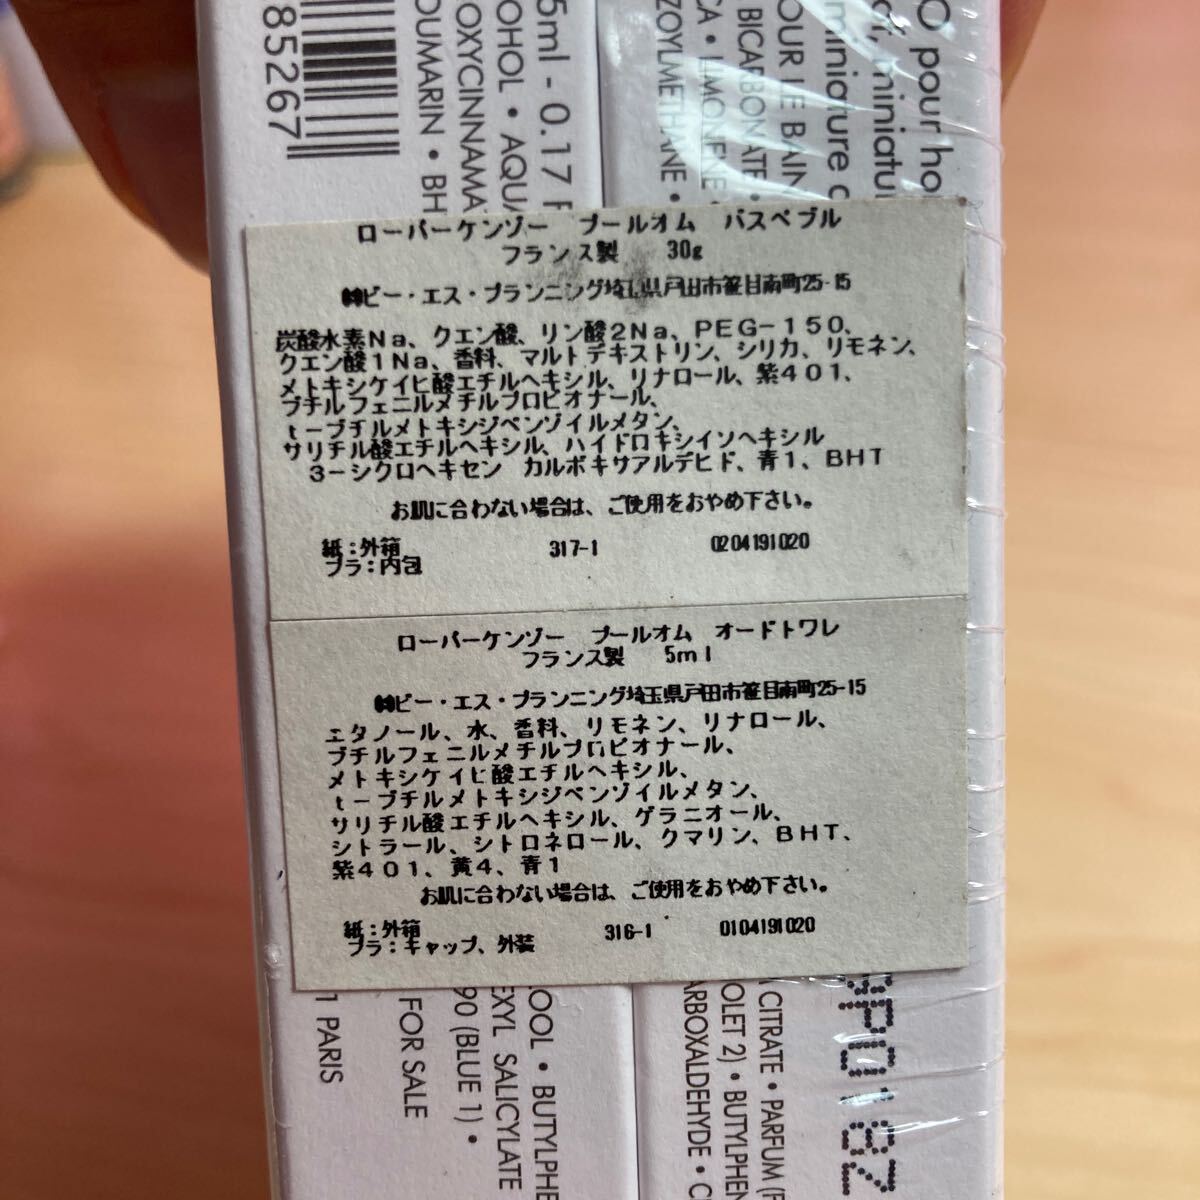 ローパーケンゾー　プールオム　バスペブル
フランス製　30g
㈱ビー・エス・プランニング埼玉県戸田市笹目南町25-15
炭酸水素Ｎａ、クエン酸、リン酸２Ｎａ、ＰＥＧ－１５０、
クエン酸１Ｎａ、香料、マルトデキストリン、シリカ、リモネン、
メトキシケイヒ酸エチルヘキシル、リナロール、紫４０１、
ブチルフェニルメチルプロピオナール、
ｔ－ブチルメトキシジベンゾイルメタン、
サリチル酸エチルヘキシル、ハイドロキシイソヘキシル
３－シクロヘキセン　カルボキサアルデヒド、青１、ＢＨＴ
お肌に合わない場合は、ご使用をおやめ下さい。
紙：外箱　317-1　0204191020
プラ：内包
ローパーケンゾー　プールオム　オードトワレ
フランス製　5ml
㈱ビー・エス・プランニング埼玉県戸田市笹目南町25-15
エタノール、水、香料、リモネン、リナロール、
ブチルフェニルメチルプロピオナール、
メトキシケイヒ酸エチルヘキシル、
ｔ－ブチルメトキシジベンゾイルメタン、
サリチル酸エチルヘキシル、ゲラニオール、
シトラール、シトロネロール、クマリン、ＢＨＴ、
紫４０１、黄４、青１
お肌に合わない場合は、ご使用をおやめ下さい。
紙：外箱　316-1　0104191020
プラ：キャップ、外装
85267
5ml - 0.17 F
OHOL • AQUA
OXYCINNAMA
OUMARIN • BH
O pour ho
or, miniatur
miniature d
OUR LE BAIN
BICARBONATE •
CA • LIMONENE •
ZOYLMETHANE •
1 PARIS
FOR SALE
OOL • BUTYLPHE
EXYL SALICYLATE
90 (BLUE 1) •
CITRATE • PARFUM (F
OLET 2) • BUTYLPHEN
ARBOXALDEHYDE • C